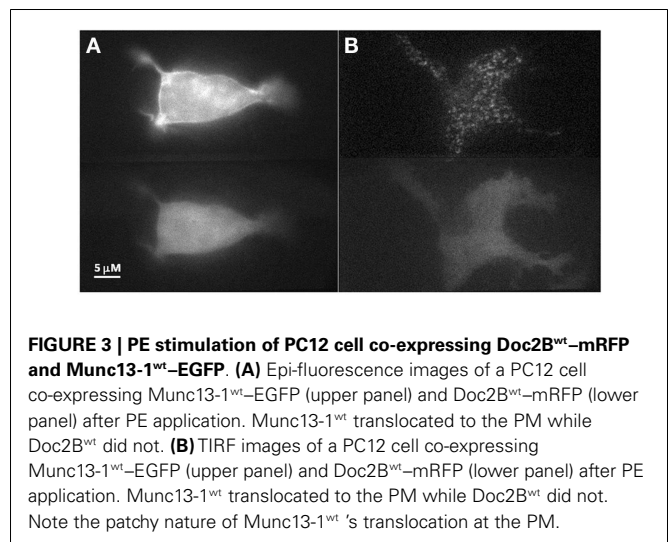 A
B
5 µM
FIGURE 3 | PE stimulation of PC12 cell co-expressing Doc2Bʷᵗ–mRFP
and Munc13-1ʷᵗ–EGFP. (A) Epi-fluorescence images of a PC12 cell
co-expressing Munc13-1ʷᵗ–EGFP (upper panel) and Doc2Bʷᵗ–mRFP (lower
panel) after PE application. Munc13-1ʷᵗ translocated to the PM while
Doc2Bʷᵗ did not. (B) TIRF images of a PC12 cell co-expressing
Munc13-1ʷᵗ–EGFP (upper panel) and Doc2Bʷᵗ–mRFP (lower panel) after PE
application. Munc13-1ʷᵗ translocated to the PM while Doc2Bʷᵗ did not.
Note the patchy nature of Munc13-1ʷᵗ 's translocation at the PM.